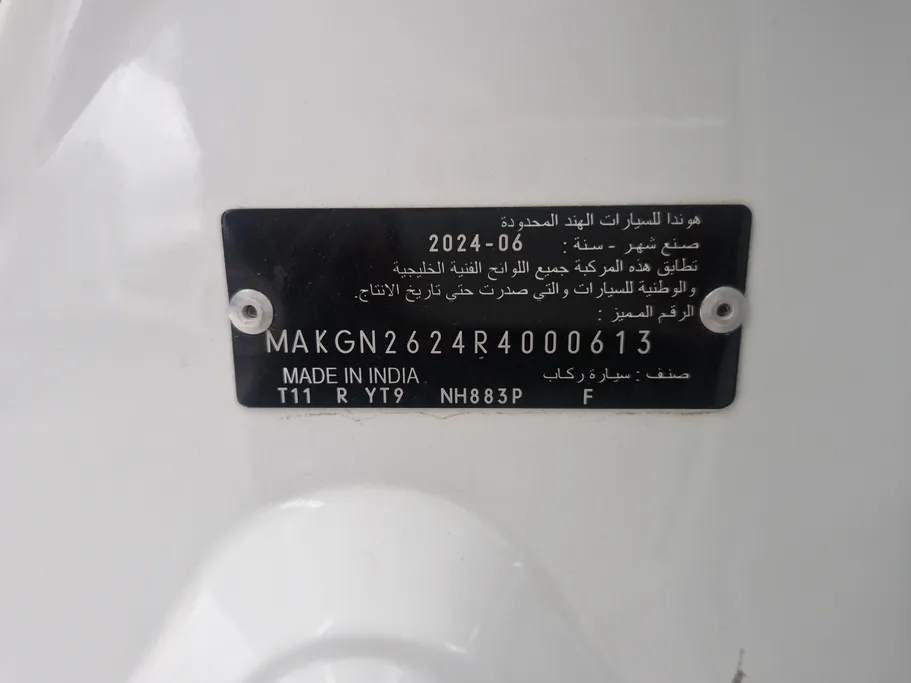 هوندا للسيارات الهند المحدودة
صنع شهر - سنة : 2024-06
تطابق هذه المركبة جميع اللوائح الفنية الخليجية
والوطنية للسيارات والتي صدرت حتي تاريخ الانتاج.
الرقم المميز :
MAKGN2624R4000613
صنف : سيارة ركاب MADE IN INDIA
T11 R YT9 NH883P F